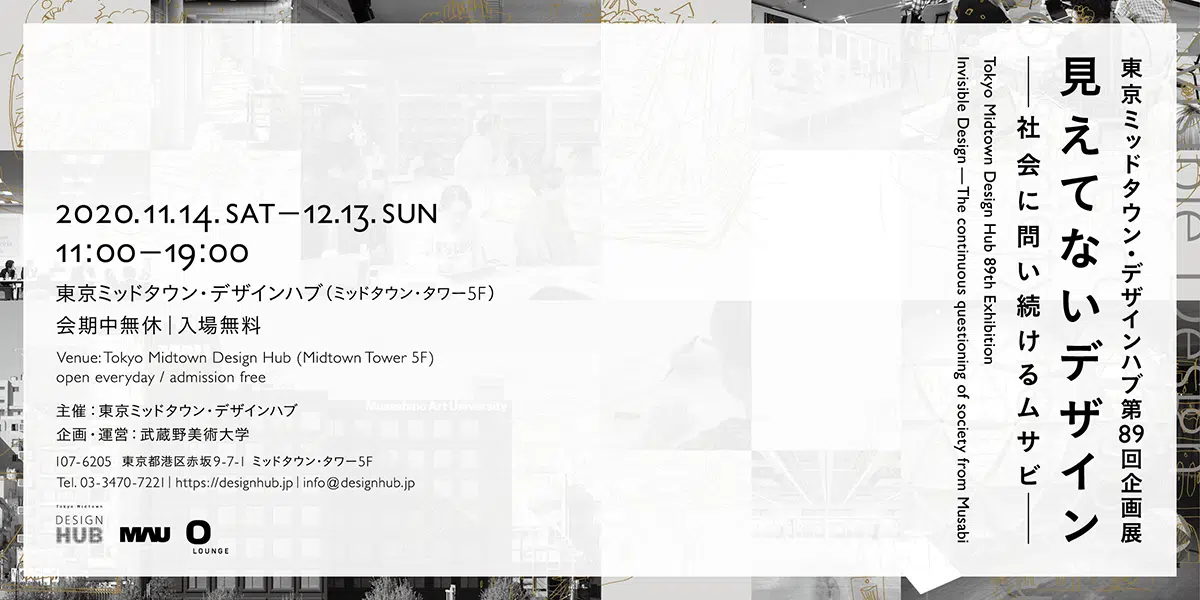 東京ミッドタウン・デザインハブ第89回企画展
見えてないデザイン
—社会に問い続けるムサビ—
Tokyo Midtown Design Hub 89th Exhibition
Invisible Design — The continuous questioning of society from Musabi
2020.11.14. SAT—12.13. SUN
11:00—19:00
東京ミッドタウン・デザインハブ（ミッドタウン・タワー5F）
会期中無休｜入場無料
Venue: Tokyo Midtown Design Hub (Midtown Tower 5F)
open everyday / admission free
主催：東京ミッドタウン・デザインハブ
企画・運営：武蔵野美術大学
107-6205 東京都港区赤坂9-7-1 ミッドタウン・タワー5F
Tel. 03-3470-7221 | https://designhub.jp | info@designhub.jp
Tokyo Midtown
DESIGN
HUB
MAU
O
LOUNGE
Musashino Art University